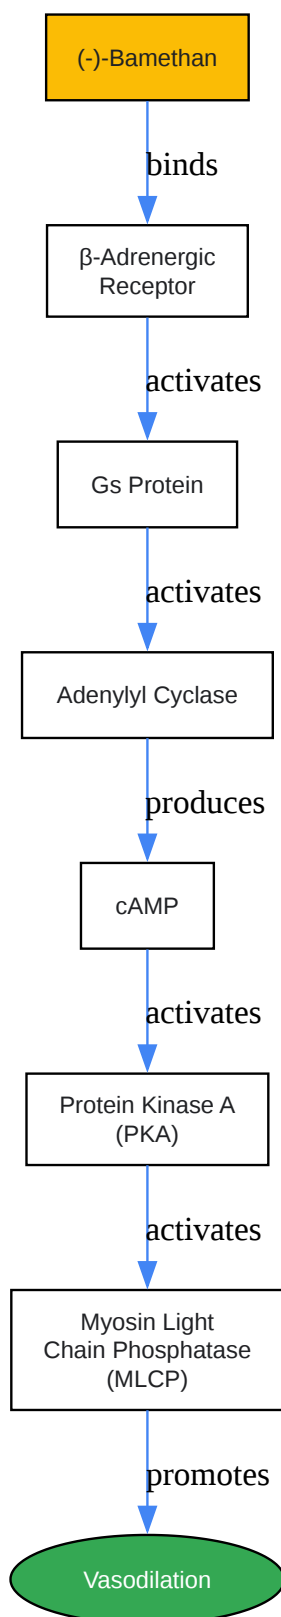 (-)-Bamethan
binds
β-Adrenergic
Receptor
activates
Gs Protein
activates
Adenylyl Cyclase
produces
cAMP
activates
Protein Kinase A
(PKA)
activates
Myosin Light
Chain Phosphatase
(MLCP)
promotes
Vasodilation